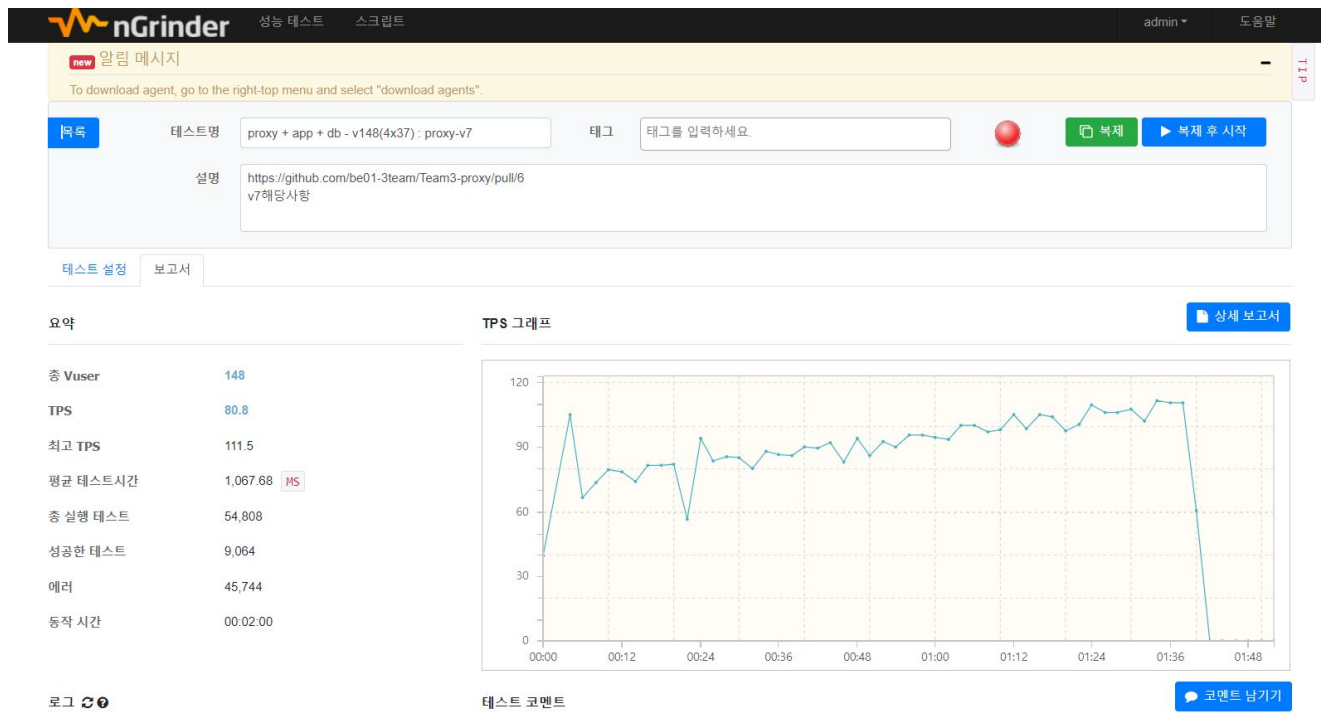 nGrinder 성능 테스트 스크립트 admin 도움말
new 알림 메시지
TIP
To download agent, go to the right-top menu and select "download agents".
목록 테스트명 proxy + app + db - v148(4x37) : proxy-v7 태그 태그를 입력하세요. 복제 복제 후 시작
설명 https://github.com/be01-3team/Team3-proxy/pull/6
v7해당사항
테스트 설정 보고서
요약 TPS 그래프 상세 보고서
총 Vuser 148
TPS 80.8
최고 TPS 111.5
평균 테스트시간 1,067.68 MS
총 실행 테스트 54,808
성공한 테스트 9,064
에러 45,744
동작 시간 00:02:00
120
90
60
30
0
00:00 00:12 00:24 00:36 00:48 01:00 01:12 01:24 01:36 01:48
로그 테스트 코멘트 코멘트 남기기